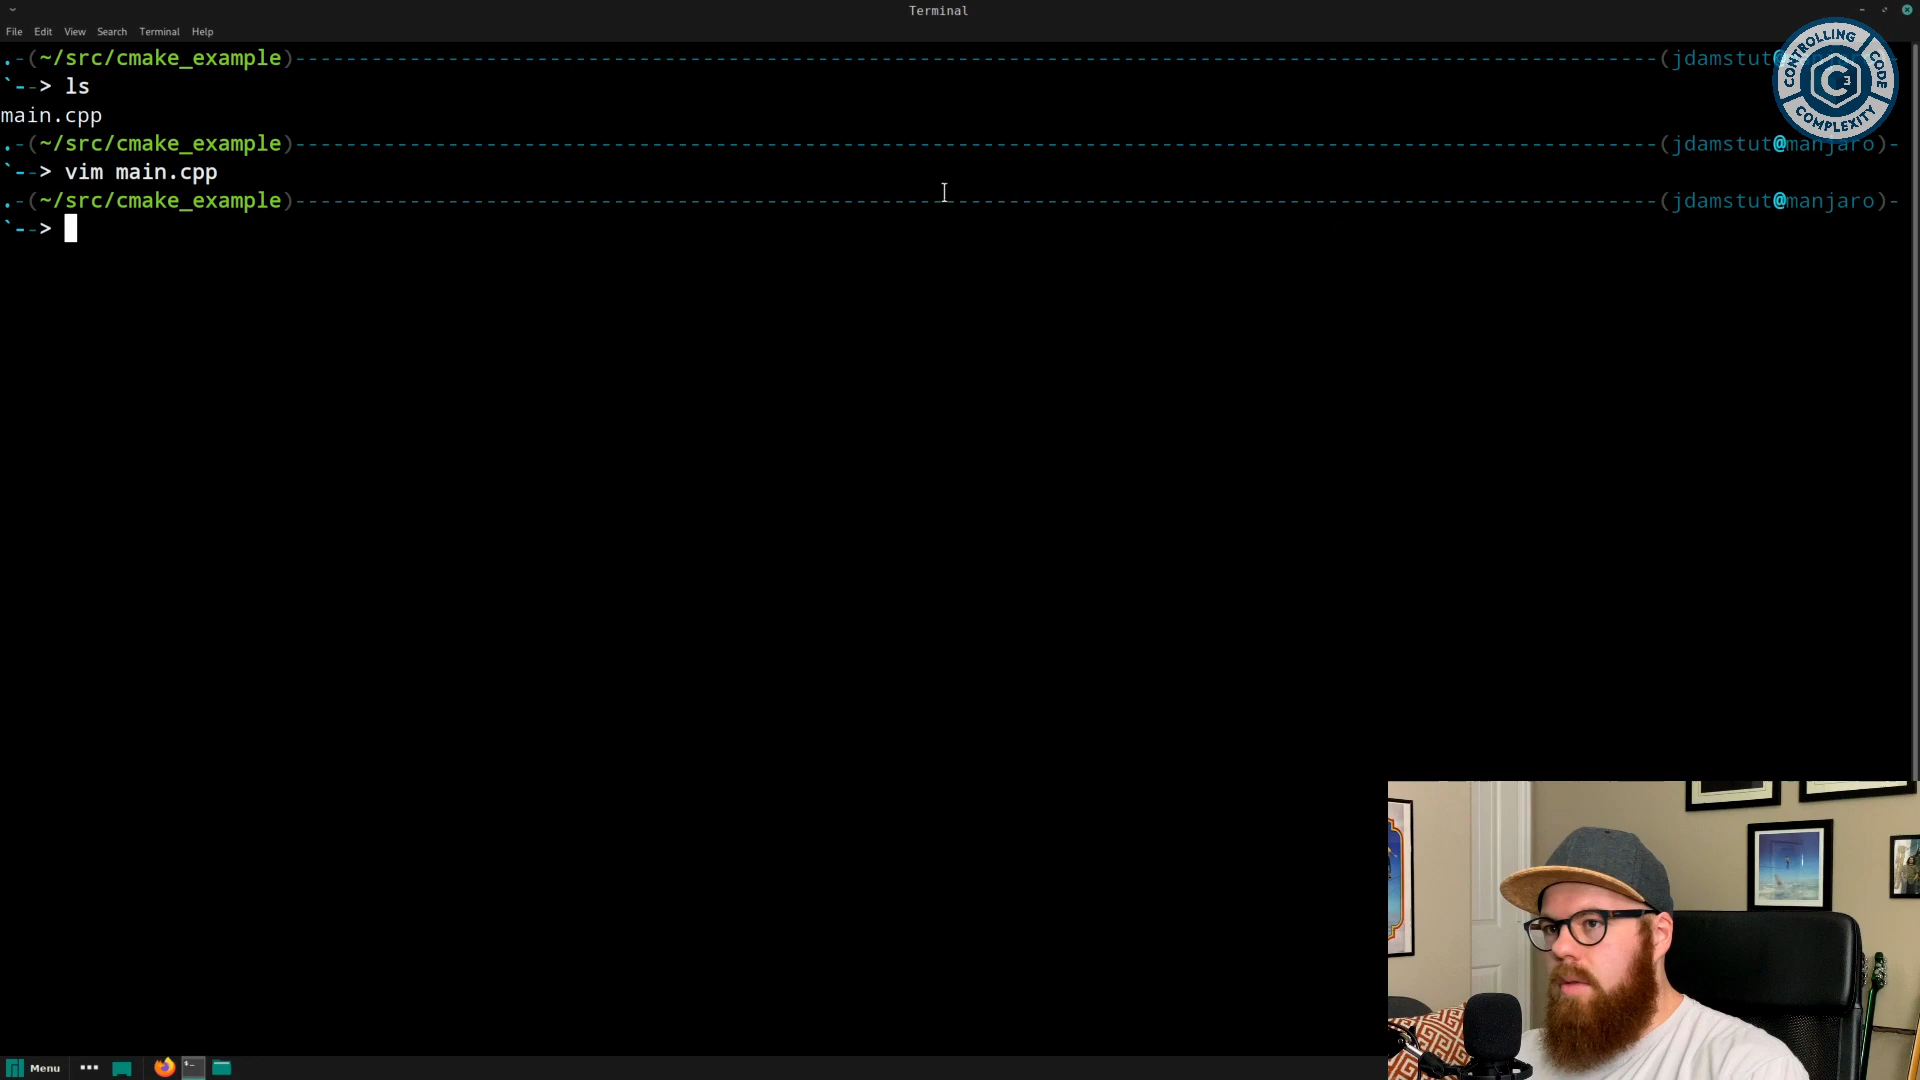 Terminal
File Edit View Search Terminal Help
.-(~/src/cmake_example)------------------------------------------------------------------------------------------------------------(jdamstut@
`--> ls
main.cpp
.-(~/src/cmake_example)------------------------------------------------------------------------------------------------------------(jdamstut@manjaro)-
`--> vim main.cpp
.-(~/src/cmake_example)------------------------------------------------------------------------------------------------------------(jdamstut@manjaro)-
`-->
CONTROLLING
CODE
COMPLEXITY
C3
Menu